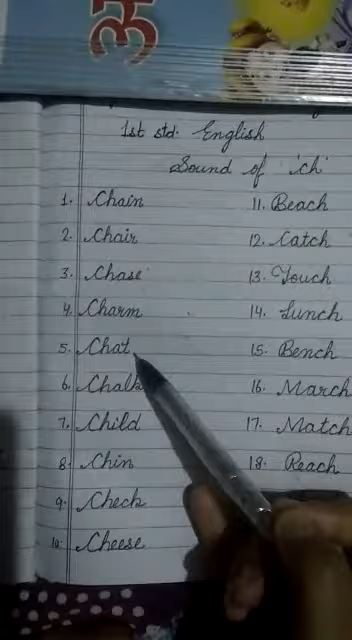 1st std. English
Sound of 'ch'
1. Chain
2. Chair
3. Chase
4. Charm
5. Chat
6. Chalk
7. Child
8. Chin
9. Check
10. Cheese
11. Beach
12. Catch
13. Touch
14. Lunch
15. Bench
16. March
17. Match
18. Reach